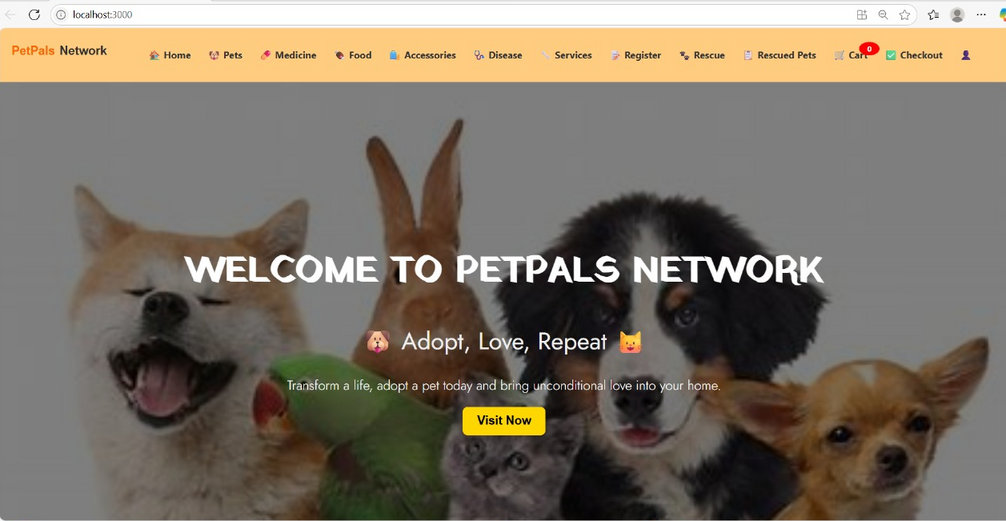 localhost:3000
PetPals Network
Home Pets Medicine Food Accessories Disease Services Register Rescue Rescued Pets Cart 0 Checkout
WELCOME TO PETPALS NETWORK
Adopt, Love, Repeat
Transform a life, adopt a pet today and bring unconditional love into your home.
Visit Now